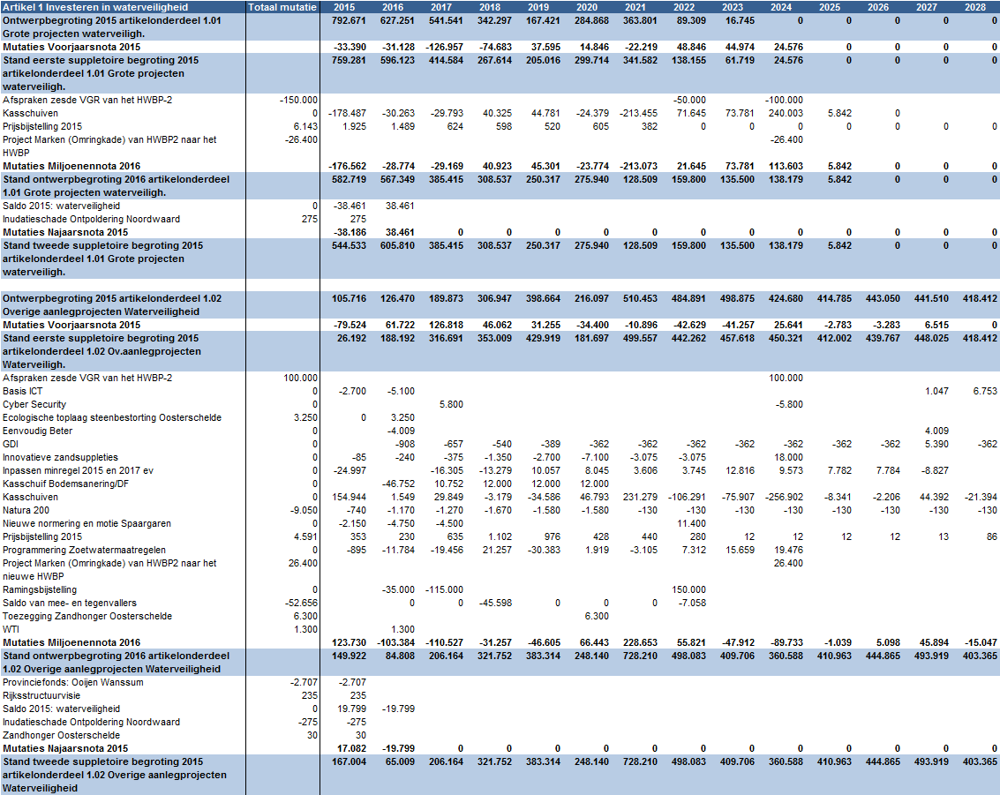 Artikel 1 Investeren in waterveiligheid Totaal mutatie 2015 2016 2017 2018 2019 2020 2021 2022 2023 2024 2025 2026 2027 2028
Ontwerpbegroting 2015 artikelonderdeel 1.01 792.671 627.251 541.541 342.297 167.421 284.868 363.801 89.309 16.745 0 0 0 0 0
Grote projecten waterveiligh.
Mutaties Voorjaarsnota 2015 -33.390 -31.128 -126.957 -74.683 37.595 14.846 -22.219 48.846 44.974 24.576 0 0 0 0
Stand eerste suppletoire begroting 2015 759.281 596.123 414.584 267.614 205.016 299.714 341.582 138.155 61.719 24.576 0 0 0 0
artikelonderdeel 1.01 Grote projecten
waterveiligh.
Afspraken zesde VGR van het HWBP-2 -150.000 -50.000 -100.000
Kasschuiven 0 -178.487 -30.263 -29.793 40.325 44.781 -24.379 -213.455 71.645 73.781 240.003 5.842 0
Prijsbijstelling 2015 6.143 1.925 1.489 624 598 520 605 382 0 0 0 0 0 0 0
Project Marken (Omringkade) van HWBP2 naar het -26.400 -26.400
HWBP
Mutaties Miljoenennota 2016 -176.562 -28.774 -29.169 40.923 45.301 -23.774 -213.073 21.645 73.781 113.603 5.842 0 0 0
Stand ontwerpbegroting 2016 artikelonderdeel 582.719 567.349 385.415 308.537 250.317 275.940 128.509 159.800 135.500 138.179 5.842 0 0 0
1.01 Grote projecten waterveiligh.
Saldo 2015: waterveiligheid 0 -38.461 38.461
Inudatieschade Ontpoldering Noordwaard 275 275
Mutaties Najaarsnota 2015 -38.186 38.461 0 0 0 0 0 0 0 0 0 0 0 0
Stand tweede suppletoire begroting 2015 544.533 605.810 385.415 308.537 250.317 275.940 128.509 159.800 135.500 138.179 5.842 0 0 0
artikelonderdeel 1.01 Grote projecten
waterveiligh.
Ontwerpbegroting 2015 artikelonderdeel 1.02 105.716 126.470 189.873 306.947 398.664 216.097 510.453 484.891 498.875 424.680 414.785 443.050 441.510 418.412
Overige aanlegprojecten Waterveiligheid
Mutaties Voorjaarsnota 2015 -79.524 61.722 126.818 46.062 31.255 -34.400 -10.896 -42.629 -41.257 25.641 -2.783 -3.283 6.515 0
Stand eerste suppletoire begroting 2015 26.192 188.192 316.691 353.009 429.919 181.697 499.557 442.262 457.618 450.321 412.002 439.767 448.025 418.412
artikelonderdeel 1.02 Ov.aanlegprojecten
Waterveiligh.
Afspraken zesde VGR van het HWBP-2 100.000 100.000
Basis ICT 0 -2.700 -5.100 1.047 6.753
Cyber Security 0 5.800 -5.800
Ecologische toplaag steenbestorting Oosterschelde 3.250 0 3.250
Eenvoudig Beter 0 -4.009 4.009
GDI 0 -908 -657 -540 -389 -362 -362 -362 -362 -362 -362 -362 5.390 -362
Innovatieve zandsuppleties 0 -85 -240 -375 -1.350 -2.700 -7.100 -3.075 -3.075 18.000
Inpassen minregel 2015 en 2017 ev 0 -24.997 -16.305 -13.279 10.057 8.045 3.606 3.745 12.816 9.573 7.782 7.784 -8.827
Kasschuif Bodemsanering/DF 0 -46.752 10.752 12.000 12.000 12.000
Kasschuiven 0 154.944 1.549 29.849 -3.179 -34.586 46.793 231.279 -106.291 -75.907 -256.902 -8.341 -2.206 44.392 -21.394
Natura 200 -9.050 -740 -1.170 -1.270 -1.670 -1.580 -1.580 -130 -130 -130 -130 -130 -130 -130 -130
Nieuwe normering en motie Spaargaren 0 -2.150 -4.750 -4.500 11.400
Prijsbijstelling 2015 4.591 353 230 635 1.102 976 428 440 280 12 12 12 12 13 86
Programmering Zoetwatermaatregelen 0 -895 -11.784 -19.456 21.257 -30.383 1.919 -3.105 7.312 15.659 19.476
Project Marken (Omringkade) van HWBP2 naar het 26.400 26.400
nieuwe HWBP
Ramingsbijstelling 0 -35.000 -115.000 150.000
Saldo van mee- en tegenvallers -52.656 0 0 -45.598 0 0 0 -7.058
Toezegging Zandhonger Oosterschelde 6.300 6.300
WTI 1.300 1.300
Mutaties Miljoenennota 2016 123.730 -103.384 -110.527 -31.257 -46.605 66.443 228.653 55.821 -47.912 -89.733 -1.039 5.098 45.894 -15.047
Stand ontwerpbegroting 2016 artikelonderdeel 149.922 84.808 206.164 321.752 383.314 248.140 728.210 498.083 409.706 360.588 410.963 444.865 493.919 403.365
1.02 Overige aanlegprojecten Waterveiligheid
Provinciefonds: Ooijen Wanssum -2.707 -2.707
Rijksstructuurvisie 235 235
Saldo 2015: waterveiligheid 0 19.799 -19.799
Inudatieschade Ontpoldering Noordwaard -275 -275
Zandhonger Oosterschelde 30 30
Mutaties Najaarsnota 2015 17.082 -19.799 0 0 0 0 0 0 0 0 0 0 0 0
Stand tweede suppletoire begroting 2015 167.004 65.009 206.164 321.752 383.314 248.140 728.210 498.083 409.706 360.588 410.963 444.865 493.919 403.365
artikelonderdeel 1.02 Overige aanlegprojecten
Waterveiligheid